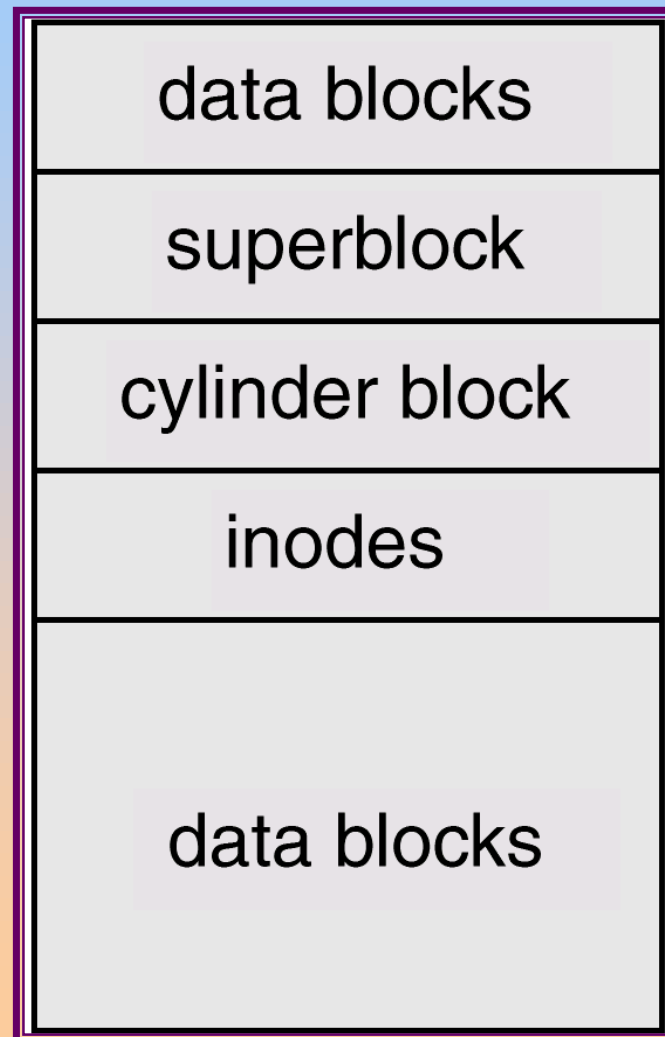 data blocks
superblock
cylinder block
inodes
data blocks